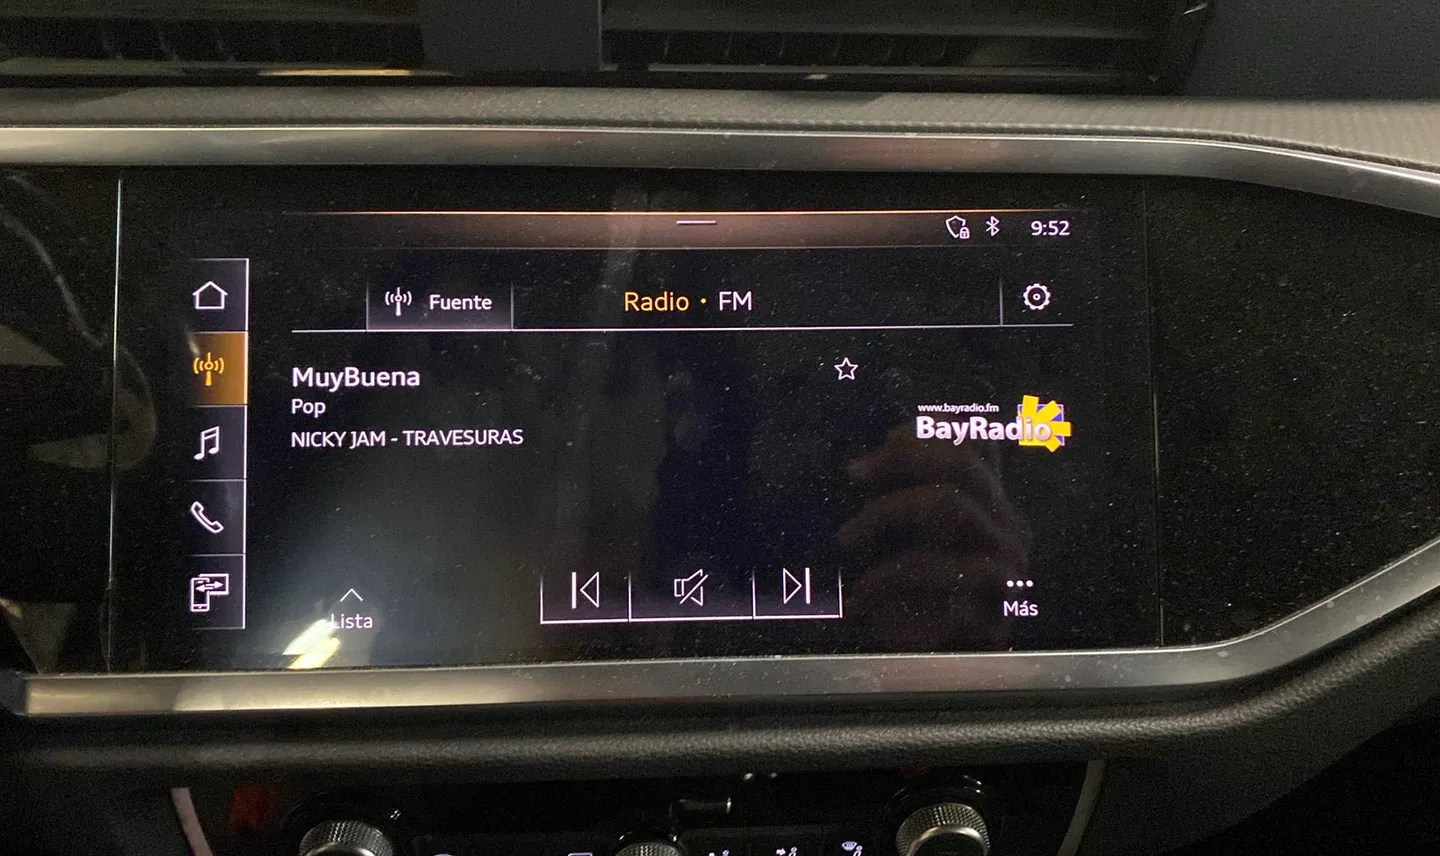 9:52
Fuente
Radio • FM
MuyBuena
Pop
NICKY JAM - TRAVESURAS
www.bayradio.fm
BayRadio
Lista
Más